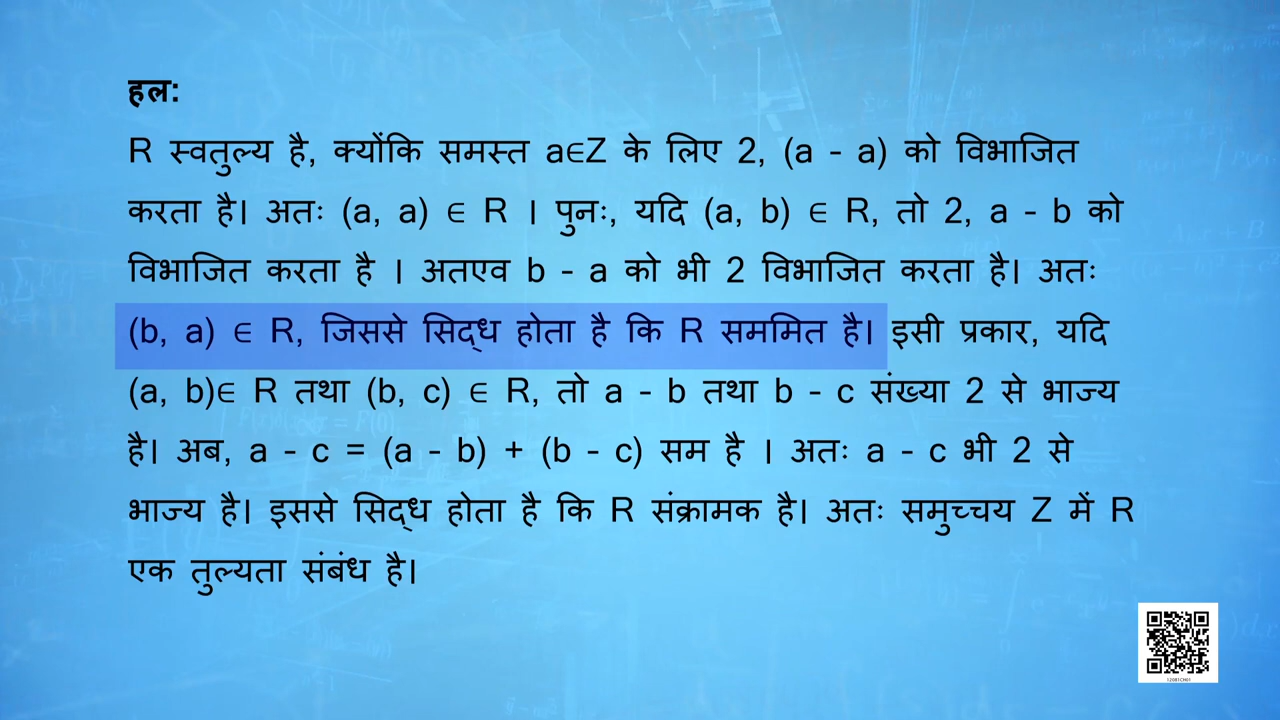 हल:
R स्वतुल्य है, क्योंकि समस्त a∈Z के लिए 2, (a – a) को विभाजित
करता है। अतः (a, a) ∈ R । पुनः, यदि (a, b) ∈ R, तो 2, a – b को
विभाजित करता है । अतएव b – a को भी 2 विभाजित करता है। अतः
(b, a) ∈ R, जिससे सिद्ध होता है कि R सममित है। इसी प्रकार, यदि
(a, b)∈ R तथा (b, c) ∈ R, तो a – b तथा b – c संख्या 2 से भाज्य
है। अब, a – c = (a – b) + (b – c) सम है । अतः a – c भी 2 से
भाज्य है। इससे सिद्ध होता है कि R संक्रामक है। अतः समुच्चय Z में R
एक तुल्यता संबंध है।
12081CH01